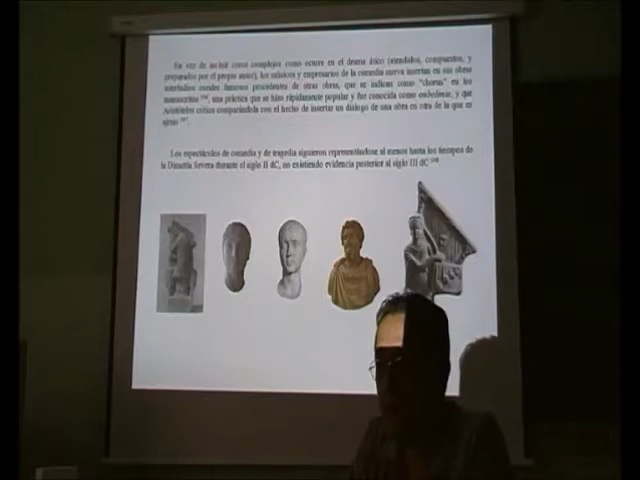 En vez de incluir coros complejos como ocurre en el drama ático (atendidos, compuestos, y
preparados por el propio autor), los músicos y empresarios de la comedia nueva insertan en sus obras
interludios corales famosos procedentes de otras obras, que se indican como "chorus" en los
manuscritos, una práctica que se hizo rápidamente popular y fue conocida como embolimar, y que
Aristóteles critica comparándola con el hecho de insertar un diálogo de una obra en otra de la que es
ajeno
Los espectáculos de comedia y de tragedia siguieron representándose al menos hasta los tiempos de
la Dinastía Severa durante el siglo II dC, no existiendo evidencia posterior al siglo III dC